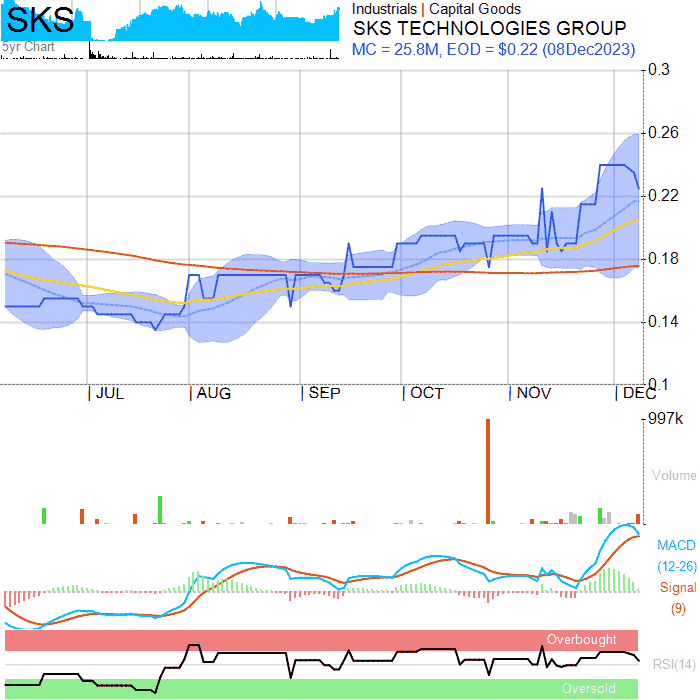 SKS
5yr Chart
Industrials | Capital Goods
SKS TECHNOLOGIES GROUP
MC = 25.8M, EOD = $0.22 (08Dec2023)
0.3
0.26
0.22
0.18
0.14
0.1
JUL AUG SEP OCT NOV DEC
997k
Volume
MACD
(12-26)
Signal
(9)
Overbought
RSI(14)
Oversold